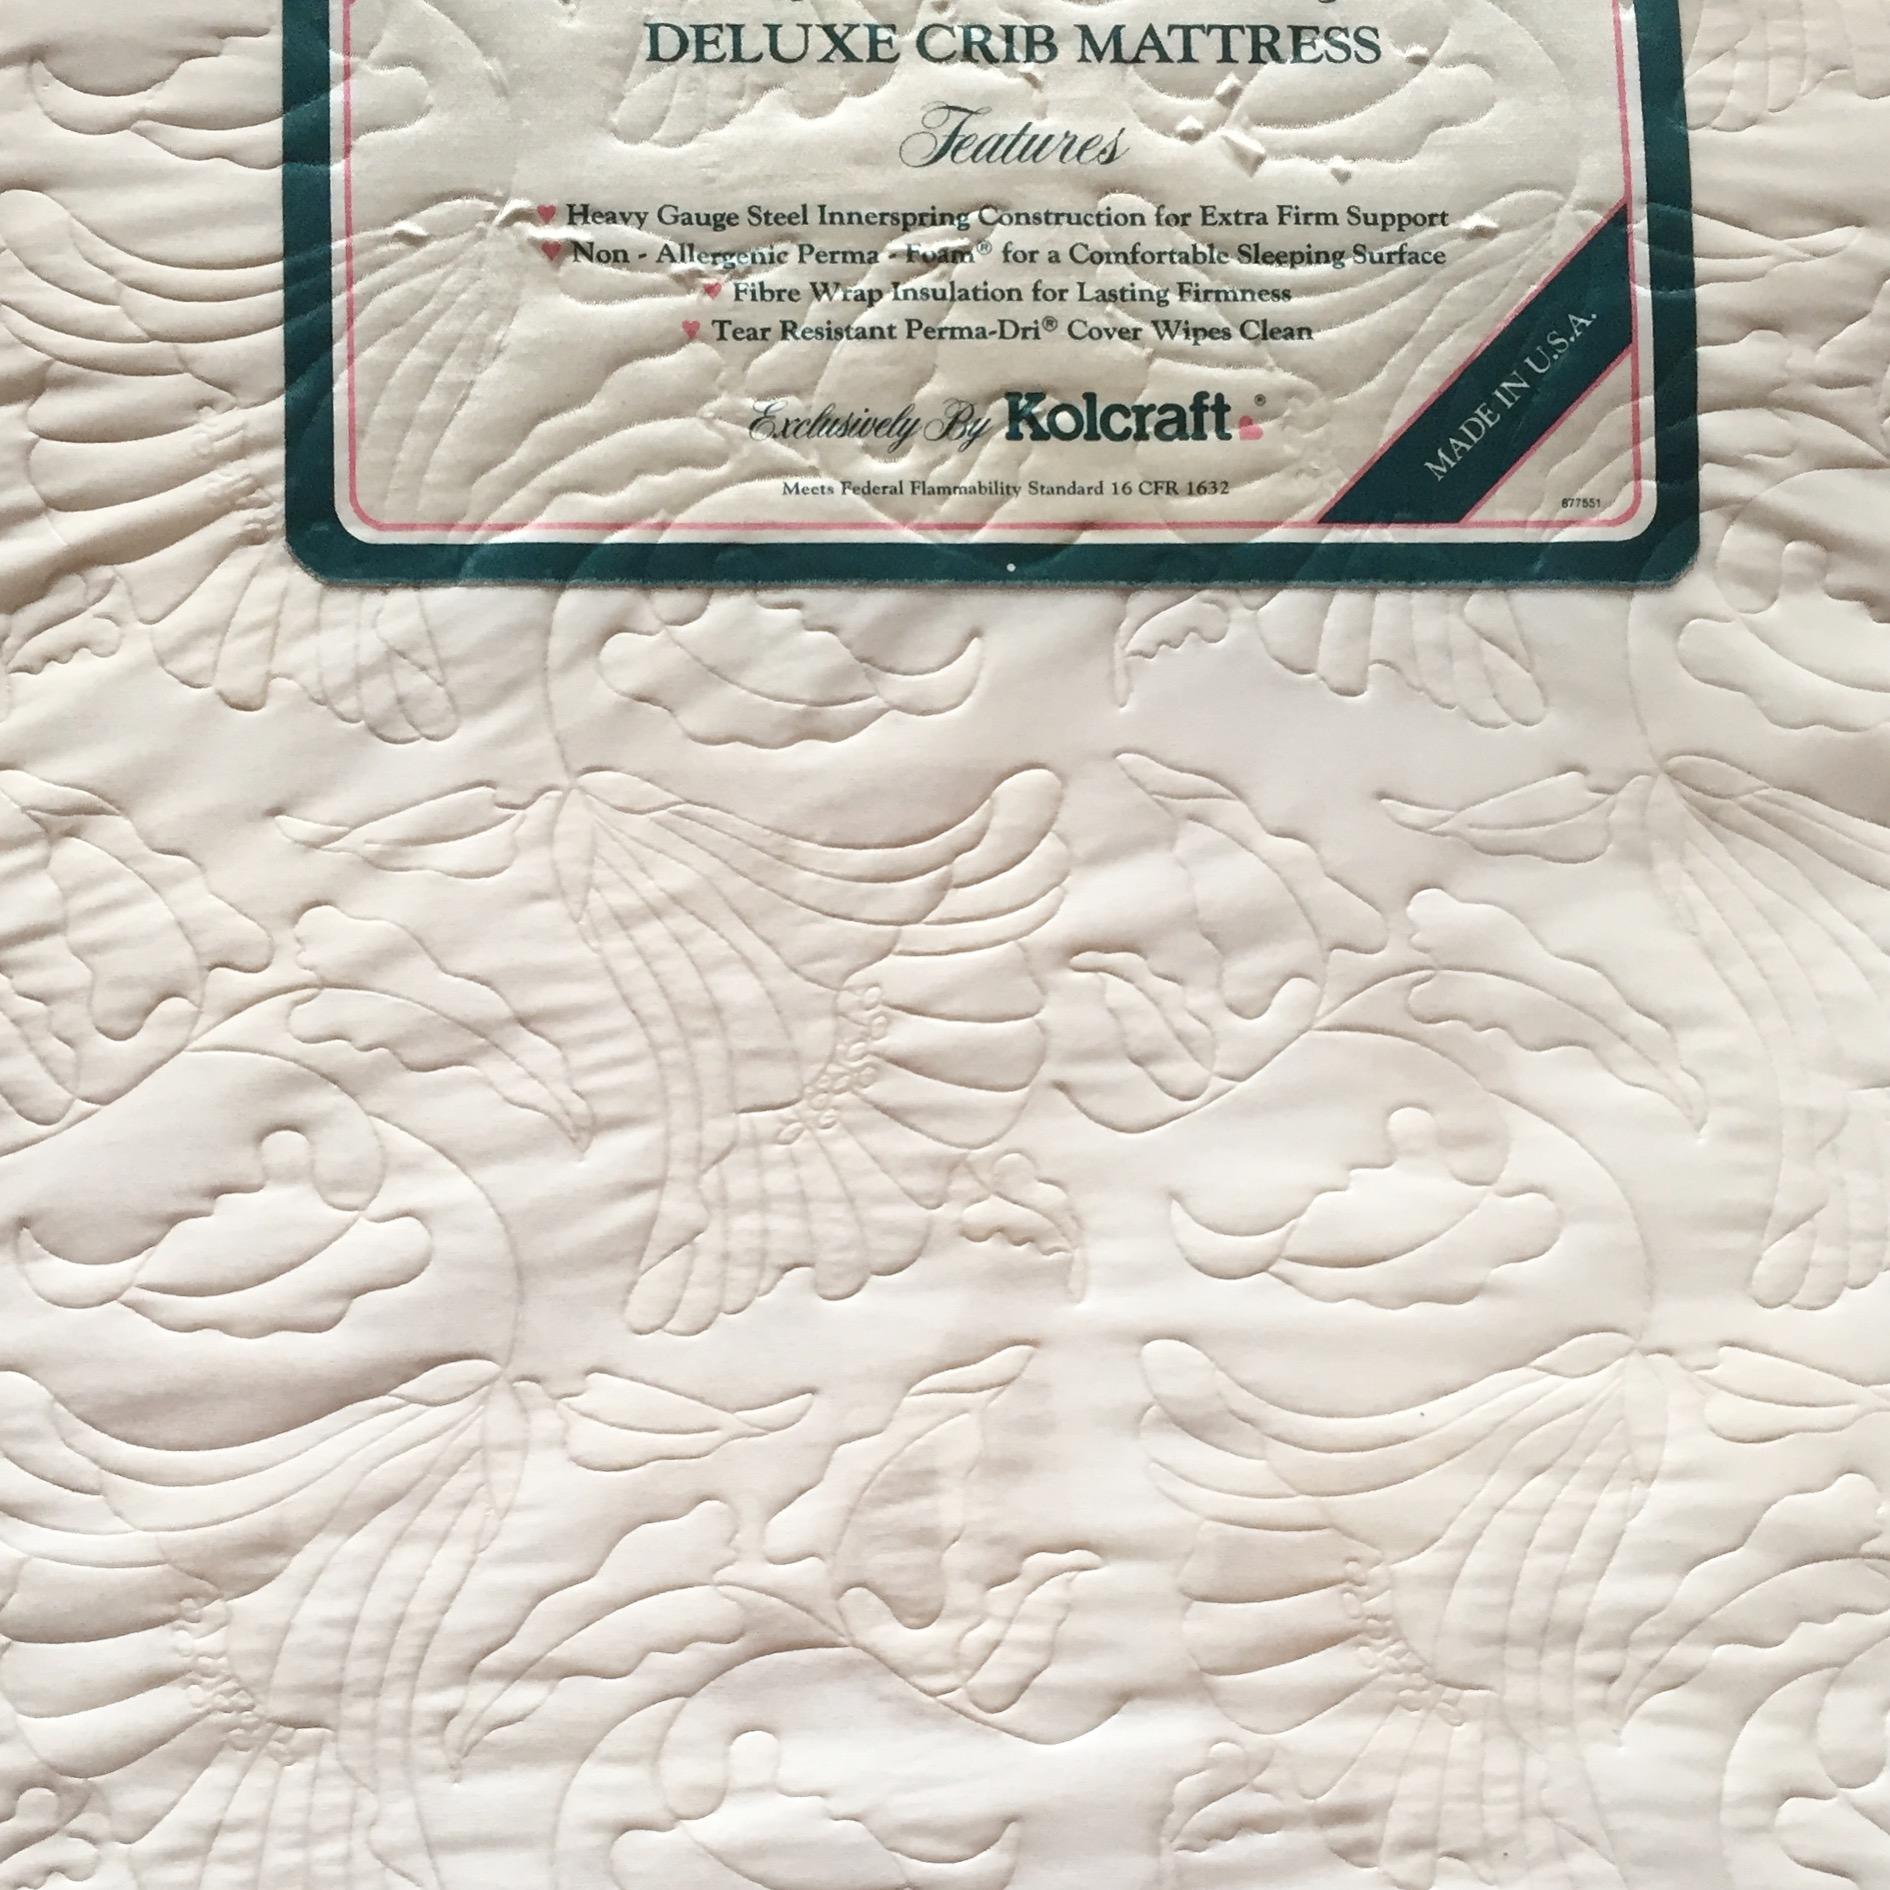 DELUXE CRIB MATTRESS
Features
Heavy Gauge Steel Innerspring Construction for Extra Firm Support
Non - Allergenic Perma - Foam® for a Comfortable Sleeping Surface
Fibre Wrap Insulation for Lasting Firmness
Tear Resistant Perma-Dri® Cover Wipes Clean
Exclusively By Kolcraft®
Meets Federal Flammability Standard 16 CFR 1632
MADE IN U.S.A.
677551